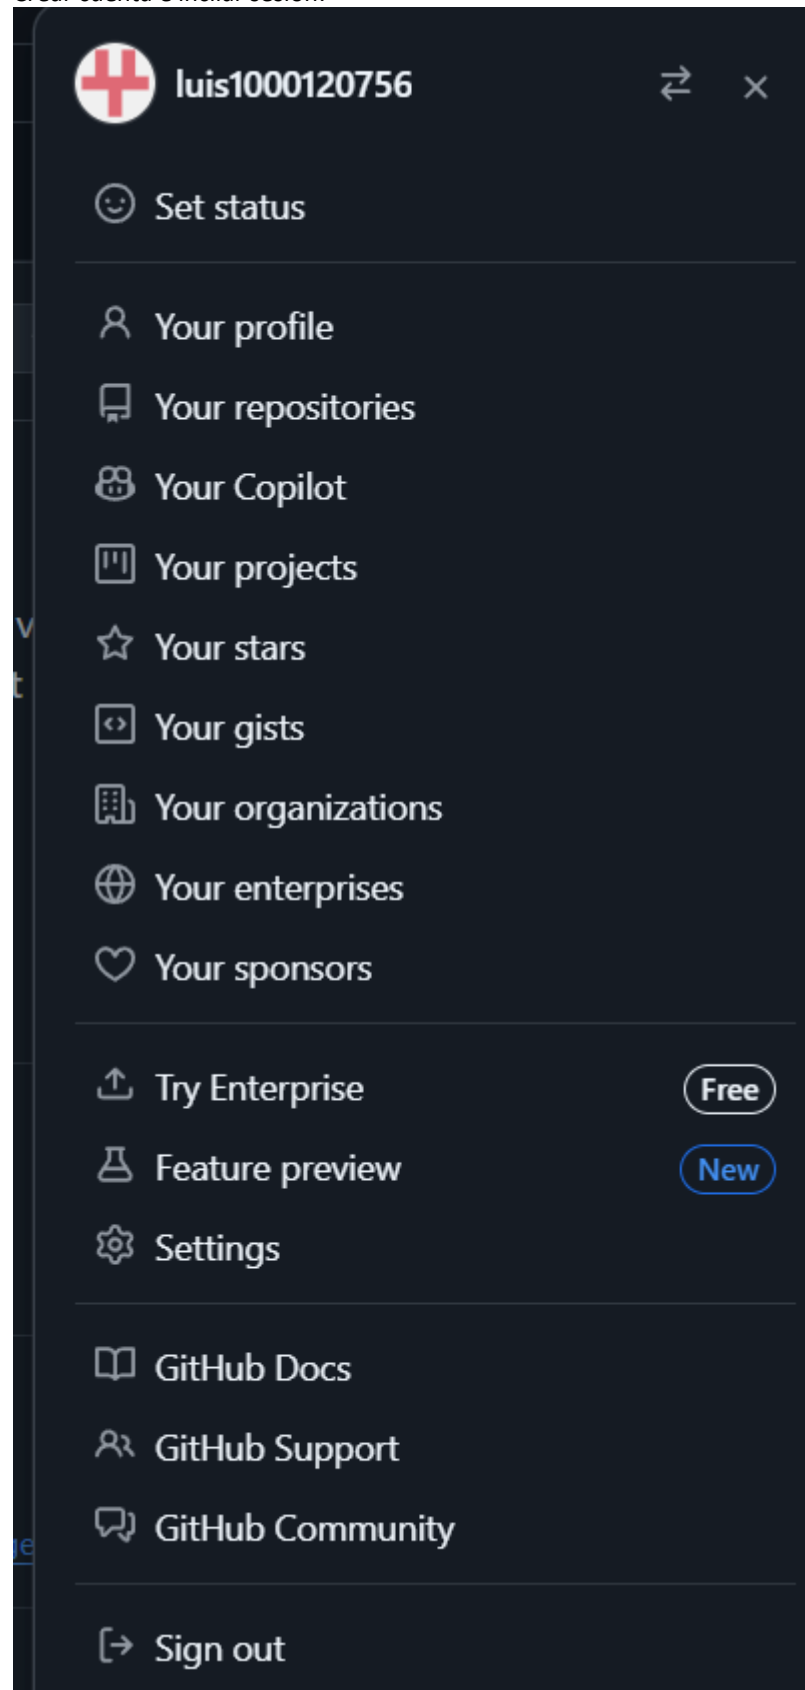 luis1000120756
Set status
Your profile
Your repositories
Your Copilot
Your projects
Your stars
Your gists
Your organizations
Your enterprises
Your sponsors
Try Enterprise Free
Feature preview New
Settings
GitHub Docs
GitHub Support
GitHub Community
Sign out